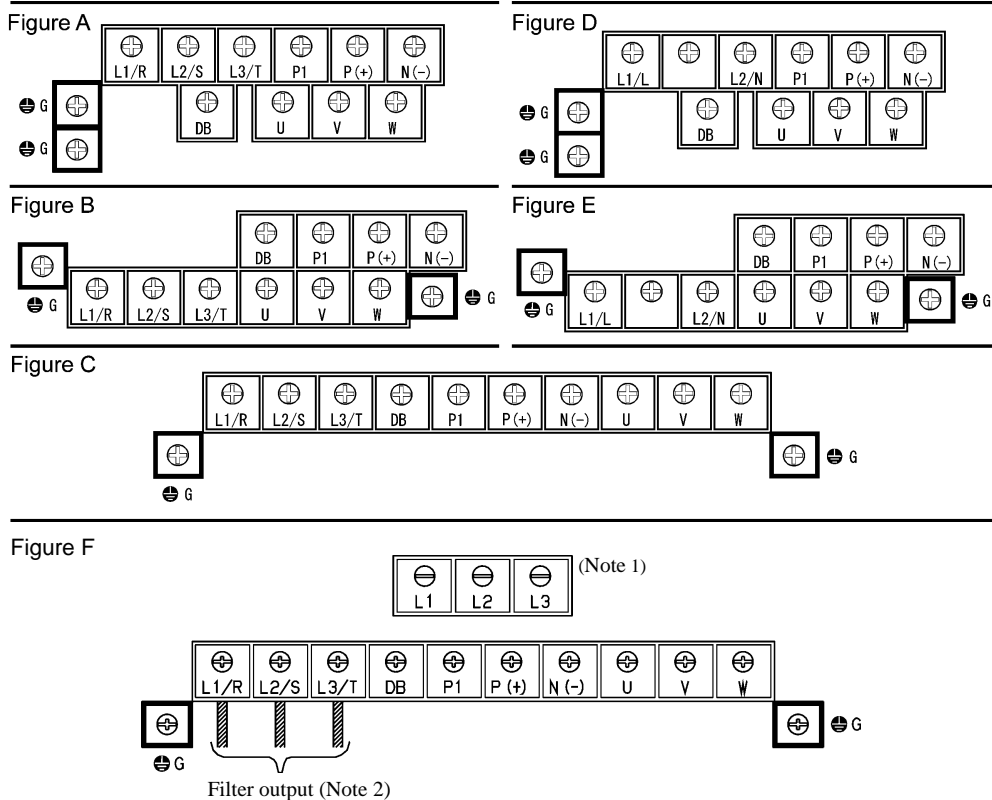 Figure A
L1/R L2/S L3/T P1 P(+) N(-)
G
DB U V W
G
Figure D
L1/L L2/N P1 P(+) N(-)
G
DB U V W
G
Figure B
DB P1 P(+) N(-)
L1/R L2/S L3/T U V W
G
G
Figure E
DB P1 P(+) N(-)
L1/L L2/N U V W
G
G
Figure C
L1/R L2/S L3/T DB P1 P(+) N(-) U V W
G
G
Figure F
(Note 1)
L1 L2 L3
L1/R L2/S L3/T DB P1 P(+) N(-) U V W
G
G
Filter output (Note 2)